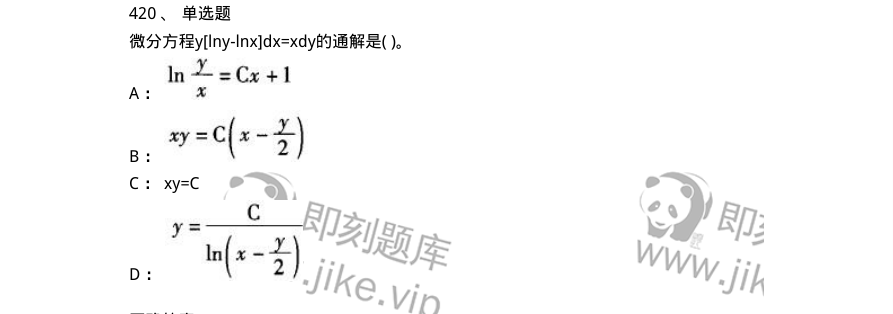 420 、 单选题
微分方程y[lny-lnx]dx=xdy的通解是( )。
A： ln y/x = Cx + 1
B： xy = C(x - y/2)
C： xy=C
D： y = C/ln(x - y/2)
即刻题库
.jike.vip
即刻
www.jik